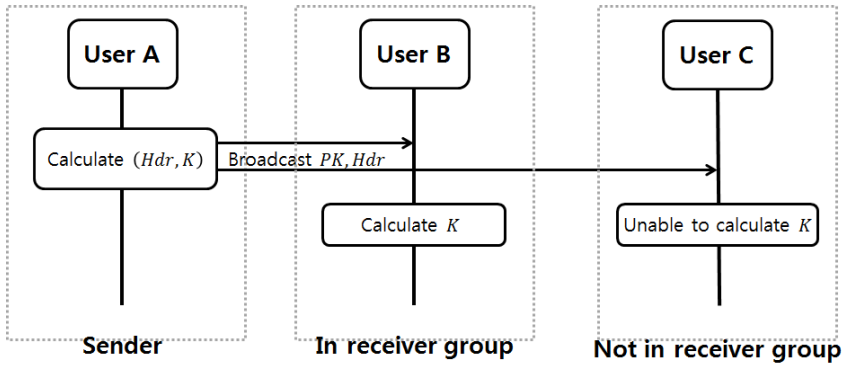 User A
User B
User C
Calculate (Hdr, K)
Broadcast PK, Hdr
Calculate K
Unable to calculate K
Sender
In receiver group
Not in receiver group